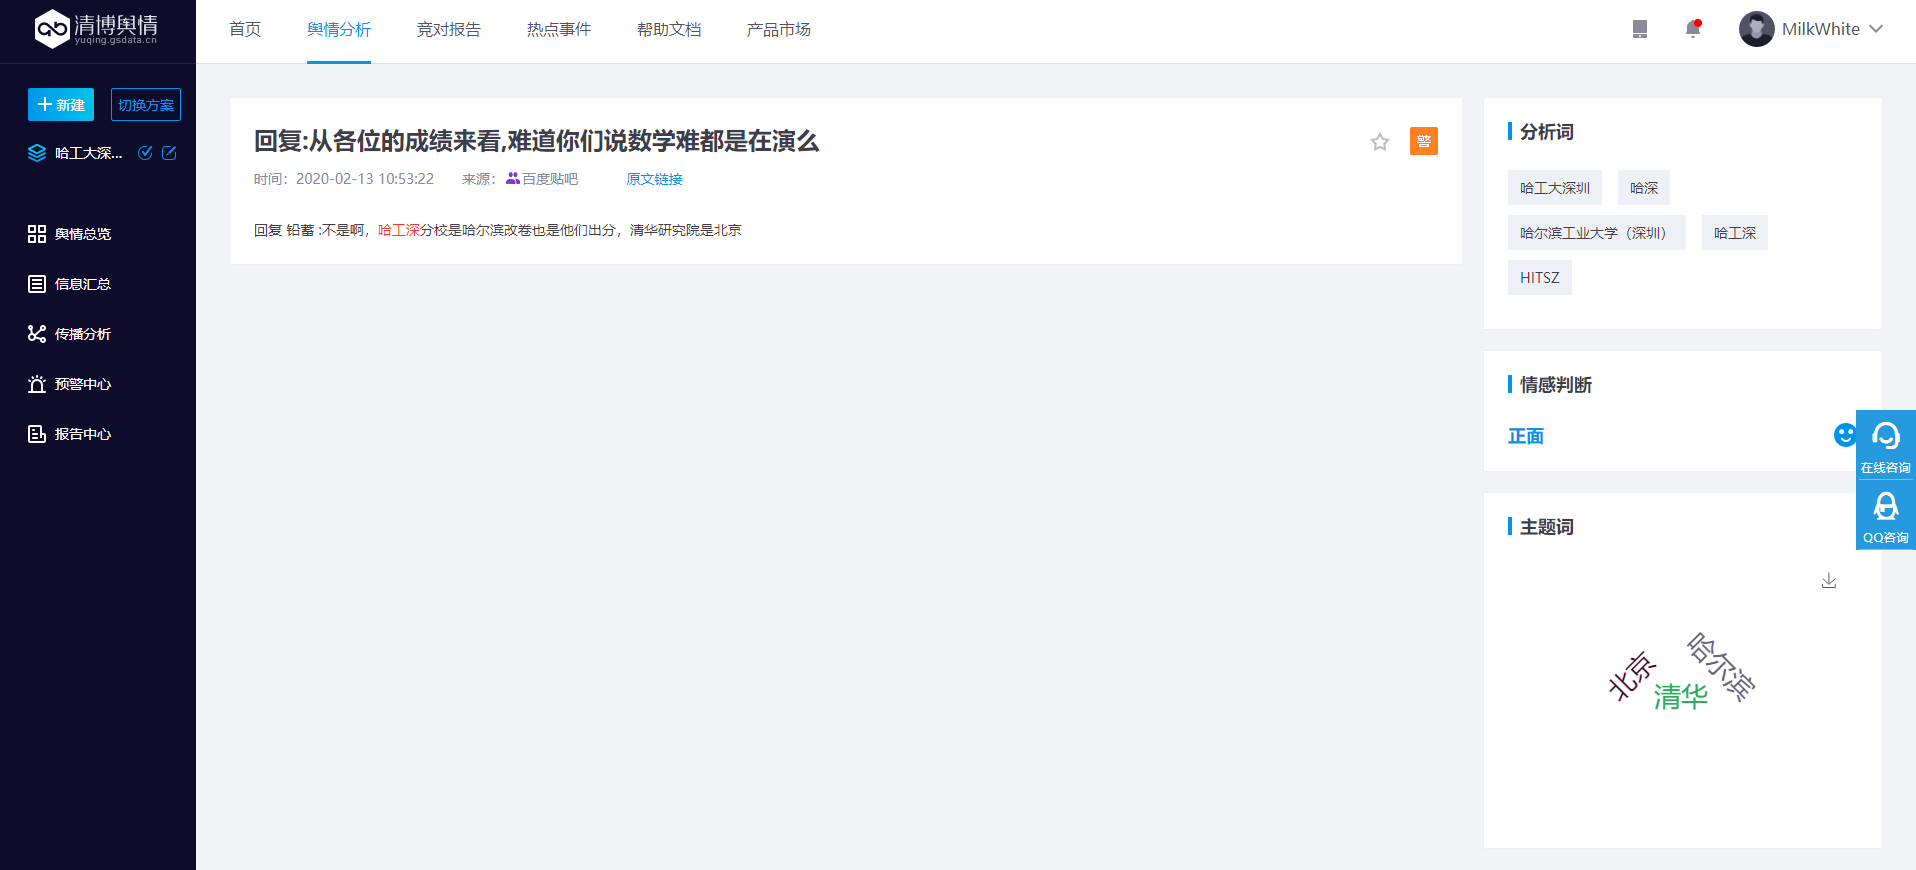 清博舆情
yuqing.gsdata.cn
首页 舆情分析 竞对报告 热点事件 帮助文档 产品市场
MilkWhite
新建 切换方案
哈工大深...
舆情总览
信息汇总
传播分析
预警中心
报告中心
回复:从各位的成绩来看,难道你们说数学难都是在演么
警
时间：2020-02-13 10:53:22 来源：百度贴吧 原文链接
回复 铅蓄 :不是啊，哈工深分校是哈尔滨改卷也是他们出分，清华研究院是北京
分析词
哈工大深圳 哈深
哈尔滨工业大学（深圳） 哈工深
HITSZ
情感判断
正面
在线咨询
QQ咨询
主题词
哈尔滨
北京
清华